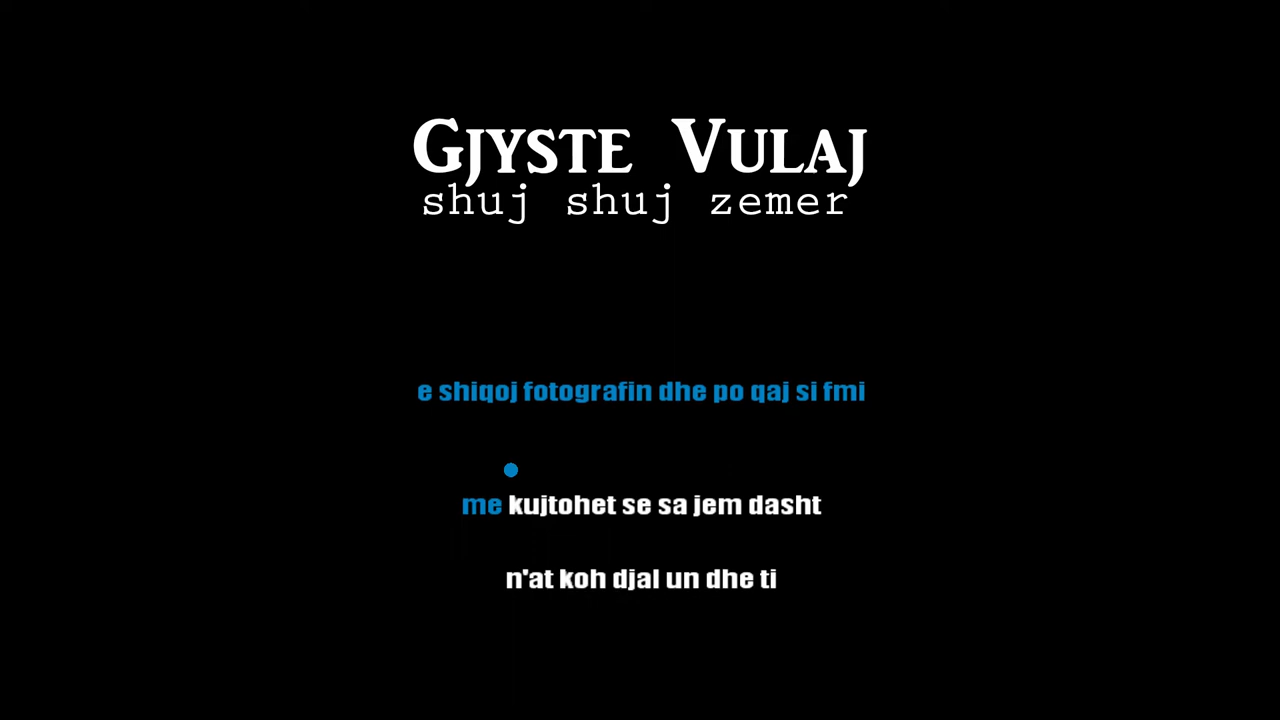 Gjyste Vulaj
shuj shuj zemer
e shiqoj fotografin dhe po qaj si fmi
me kujtohet se sa jem dasht
n'at koh djal un dhe ti